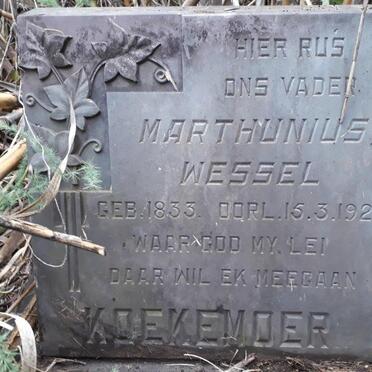 HIER RUS
ONS VADER
MARTHUNIUS
WESSEL
GEB. 1833. OORL. 15.3.192
WAAR GOD MY LEI
DAAR WIL EK MEEGAAN
KOEKEMOER